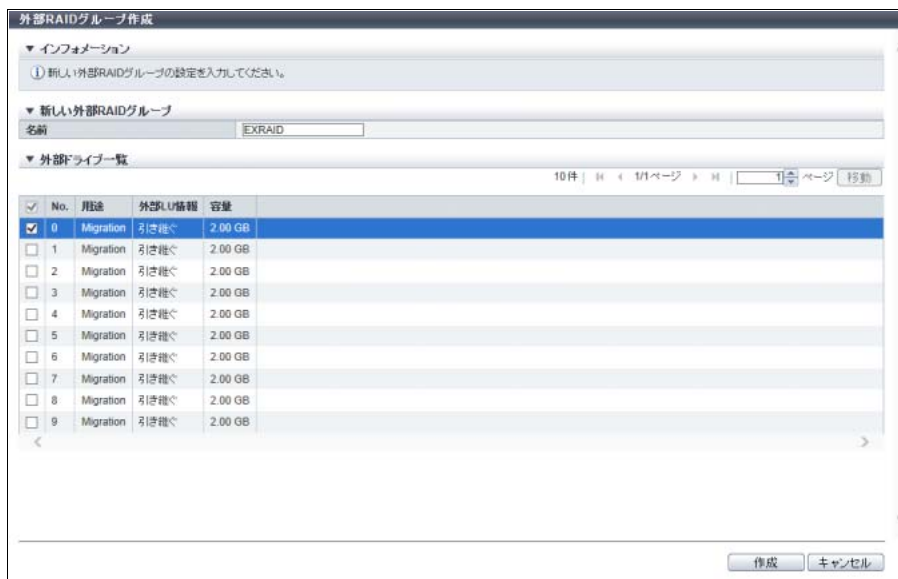 外部RAIDグループ作成
インフォメーション
新しい外部RAIDグループの設定を入力してください。
新しい外部RAIDグループ
名前 EXRAID
外部ドライブ一覧
10件 1/1ページ 1 ページ 移動
No. 用途 外部LU情報 容量
0 Migration 引き継ぐ 2.00 GB
1 Migration 引き継ぐ 2.00 GB
2 Migration 引き継ぐ 2.00 GB
3 Migration 引き継ぐ 2.00 GB
4 Migration 引き継ぐ 2.00 GB
5 Migration 引き継ぐ 2.00 GB
6 Migration 引き継ぐ 2.00 GB
7 Migration 引き継ぐ 2.00 GB
8 Migration 引き継ぐ 2.00 GB
9 Migration 引き継ぐ 2.00 GB
作成 キャンセル